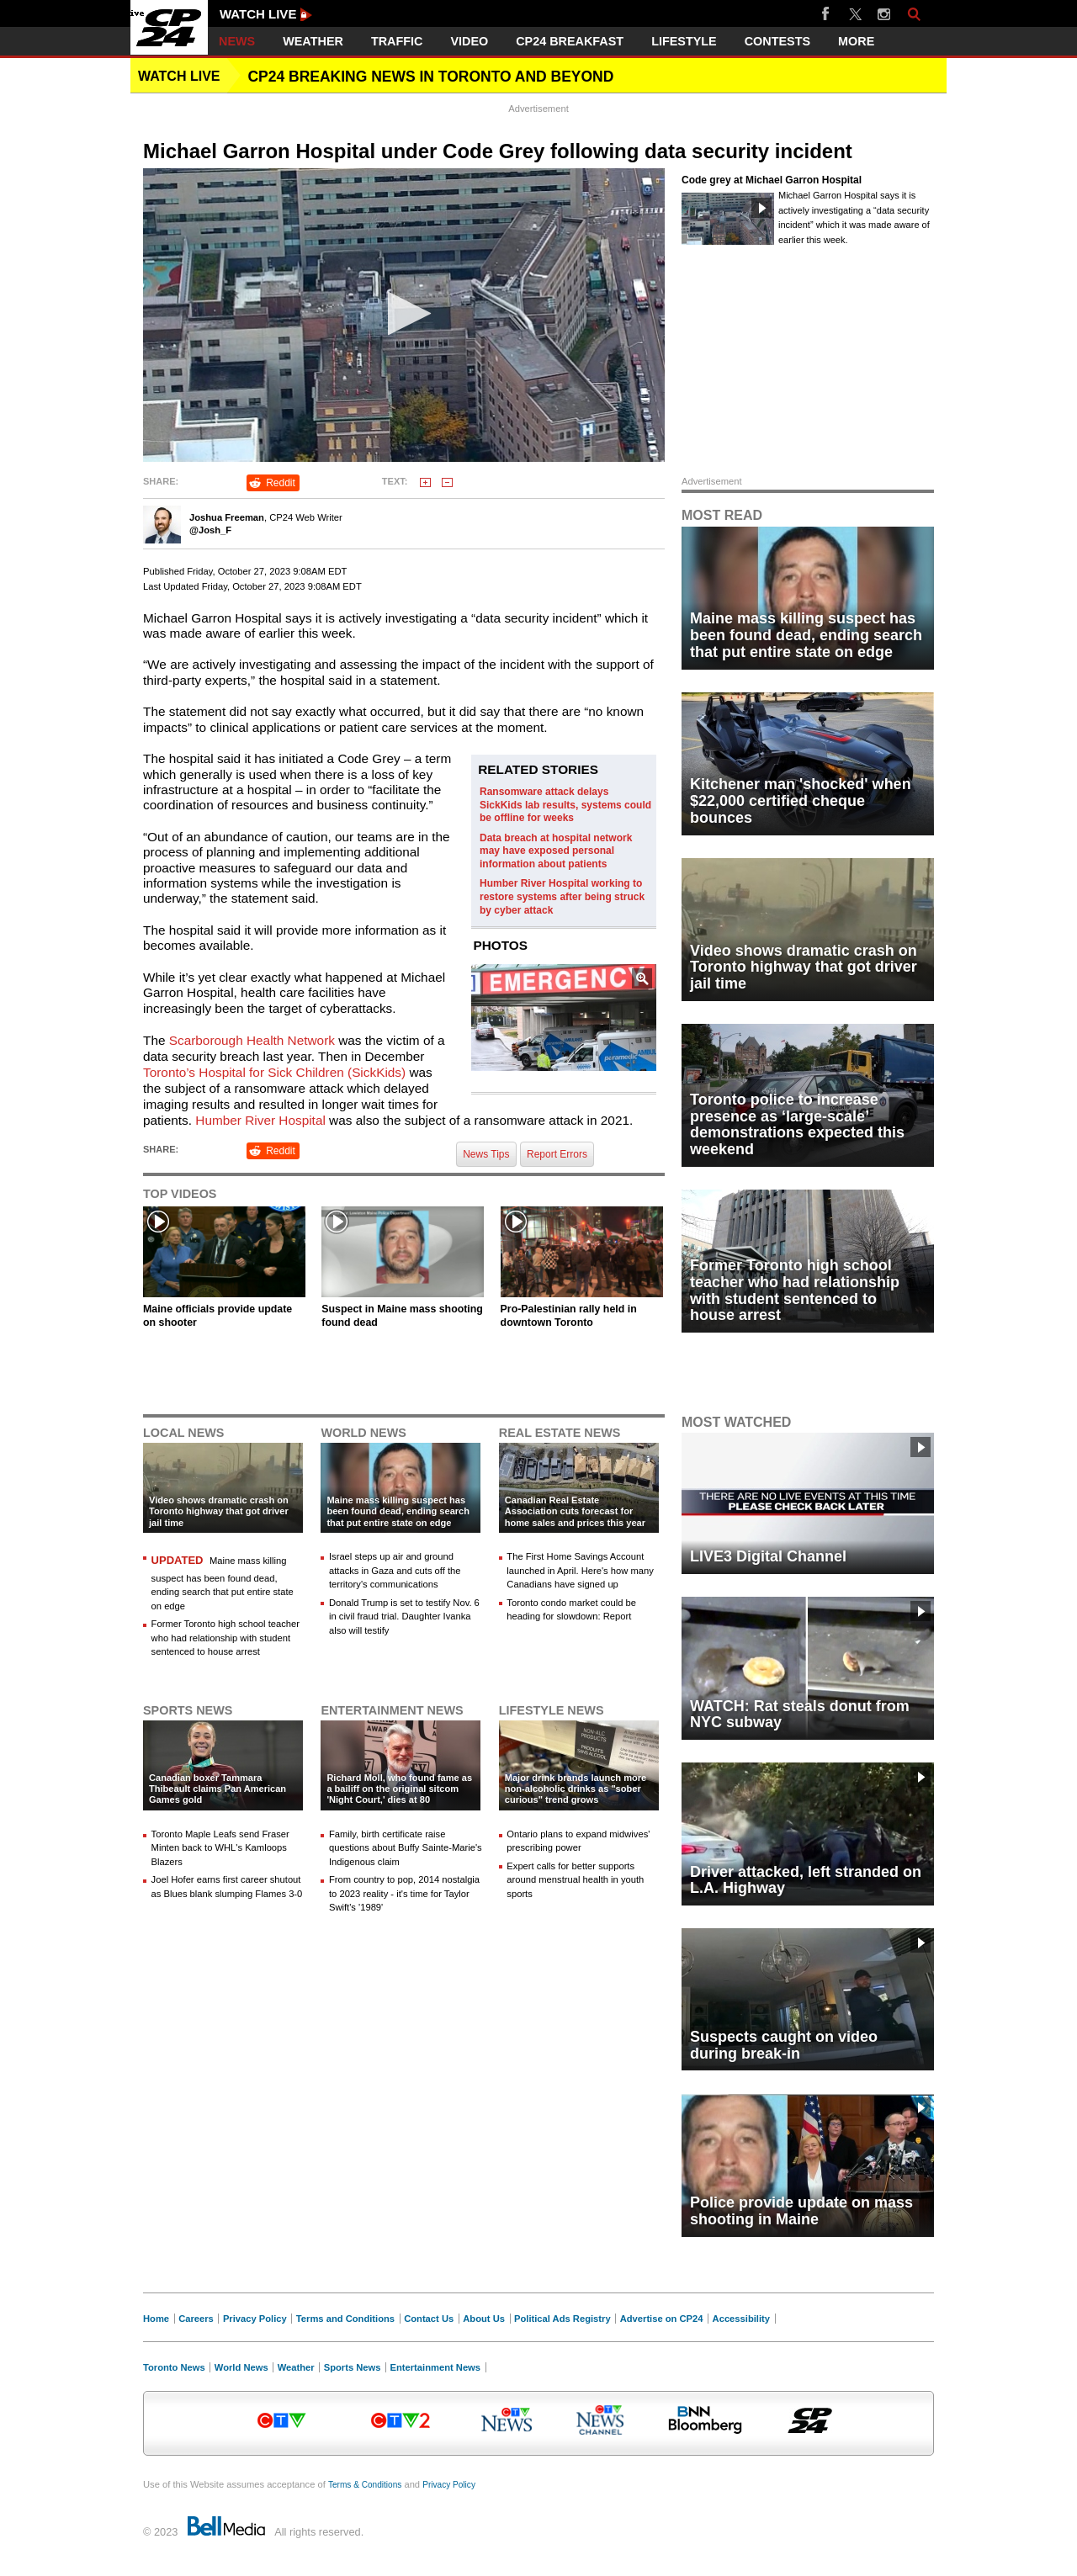 live
CP
24
WATCH LIVE
NEWS WEATHER TRAFFIC VIDEO CP24 BREAKFAST LIFESTYLE CONTESTS MORE
WATCH LIVE CP24 BREAKING NEWS IN TORONTO AND BEYOND
Advertisement
Michael Garron Hospital under Code Grey following data security incident
H
SHARE: Reddit TEXT:
Joshua Freeman, CP24 Web Writer
@Josh_F
Published Friday, October 27, 2023 9:08AM EDT
Last Updated Friday, October 27, 2023 9:08AM EDT
Michael Garron Hospital says it is actively investigating a “data security incident” which it
was made aware of earlier this week.
“We are actively investigating and assessing the impact of the incident with the support of
third-party experts,” the hospital said in a statement.
The statement did not say exactly what occurred, but it did say that there are “no known
impacts” to clinical applications or patient care services at the moment.
The hospital said it has initiated a Code Grey – a term
which generally is used when there is a loss of key
infrastructure at a hospital – in order to “facilitate the
coordination of resources and business continuity.”
“Out of an abundance of caution, our teams are in the
process of planning and implementing additional
proactive measures to safeguard our data and
information systems while the investigation is
underway,” the statement said.
The hospital said it will provide more information as it
becomes available.
While it’s yet clear exactly what happened at Michael
Garron Hospital, health care facilities have
increasingly been the target of cyberattacks.
The Scarborough Health Network was the victim of a
data security breach last year. Then in December
Toronto’s Hospital for Sick Children (SickKids) was
the subject of a ransomware attack which delayed
imaging results and resulted in longer wait times for
patients. Humber River Hospital was also the subject of a ransomware attack in 2021.
RELATED STORIES
Ransomware attack delays
SickKids lab results, systems could
be offline for weeks
Data breach at hospital network
may have exposed personal
information about patients
Humber River Hospital working to
restore systems after being struck
by cyber attack
PHOTOS
EMERGENCY
paramedic
SHARE: Reddit News Tips Report Errors
TOP VIDEOS
Maine officials provide update
on shooter
Suspect in Maine mass shooting
found dead
Pro-Palestinian rally held in
downtown Toronto
LOCAL NEWS
Video shows dramatic crash on
Toronto highway that got driver
jail time
UPDATED Maine mass killing
suspect has been found dead,
ending search that put entire state
on edge
Former Toronto high school teacher
who had relationship with student
sentenced to house arrest
WORLD NEWS
Maine mass killing suspect has
been found dead, ending search
that put entire state on edge
Israel steps up air and ground
attacks in Gaza and cuts off the
territory's communications
Donald Trump is set to testify Nov. 6
in civil fraud trial. Daughter Ivanka
also will testify
REAL ESTATE NEWS
Canadian Real Estate
Association cuts forecast for
home sales and prices this year
The First Home Savings Account
launched in April. Here's how many
Canadians have signed up
Toronto condo market could be
heading for slowdown: Report
SPORTS NEWS
Canadian boxer Tammara
Thibeault claims Pan American
Games gold
Toronto Maple Leafs send Fraser
Minten back to WHL's Kamloops
Blazers
Joel Hofer earns first career shutout
as Blues blank slumping Flames 3-0
ENTERTAINMENT NEWS
Richard Moll, who found fame as
a bailiff on the original sitcom
'Night Court,' dies at 80
Family, birth certificate raise
questions about Buffy Sainte-Marie's
Indigenous claim
From country to pop, 2014 nostalgia
to 2023 reality - it's time for Taylor
Swift's '1989'
LIFESTYLE NEWS
NON-ALC
PRODUCTS
PRODUITS
SANS ALCOOL
Major drink brands launch more
non-alcoholic drinks as "sober
curious" trend grows
Ontario plans to expand midwives'
prescribing power
Expert calls for better supports
around menstrual health in youth
sports
Code grey at Michael Garron Hospital
Michael Garron Hospital says it is
actively investigating a “data security
incident” which it was made aware of
earlier this week.
Advertisement
MOST READ
Maine mass killing suspect has
been found dead, ending search
that put entire state on edge
Kitchener man 'shocked' when
$22,000 certified cheque
bounces
Video shows dramatic crash on
Toronto highway that got driver
jail time
Toronto police to increase
presence as ‘large-scale’
demonstrations expected this
weekend
Former Toronto high school
teacher who had relationship
with student sentenced to
house arrest
MOST WATCHED
THERE ARE NO LIVE EVENTS AT THIS TIME
PLEASE CHECK BACK LATER
LIVE3 Digital Channel
WATCH: Rat steals donut from
NYC subway
Driver attacked, left stranded on
L.A. Highway
Suspects caught on video
during break-in
Police provide update on mass
shooting in Maine
Home Careers Privacy Policy Terms and Conditions Contact Us About Us Political Ads Registry Advertise on CP24 Accessibility
Toronto News World News Weather Sports News Entertainment News
CTV CTV2 CTV NEWS CTV NEWS CHANNEL BNN Bloomberg CP24
Use of this Website assumes acceptance of Terms & Conditions and Privacy Policy
© 2023 Bell Media All rights reserved.